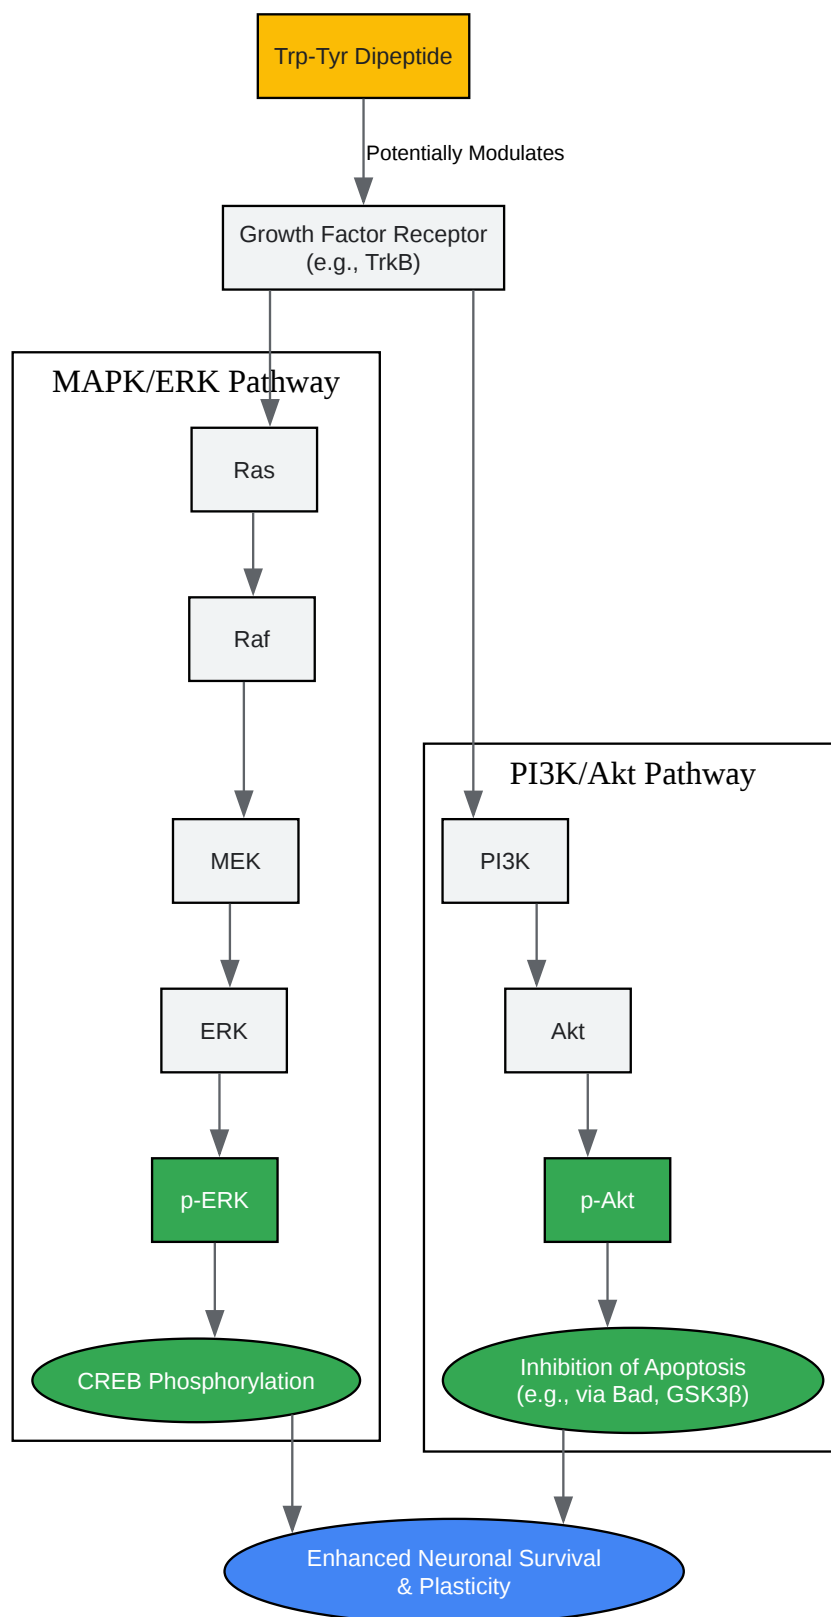 Trp-Tyr Dipeptide
Potentially Modulates
Growth Factor Receptor
(e.g., TrkB)
MAPK/ERK Pathway
Ras
Raf
PI3K/Akt Pathway
MEK
PI3K
ERK
Akt
p-ERK
p-Akt
CREB Phosphorylation
Inhibition of Apoptosis
(e.g., via Bad, GSK3β)
Enhanced Neuronal Survival
& Plasticity